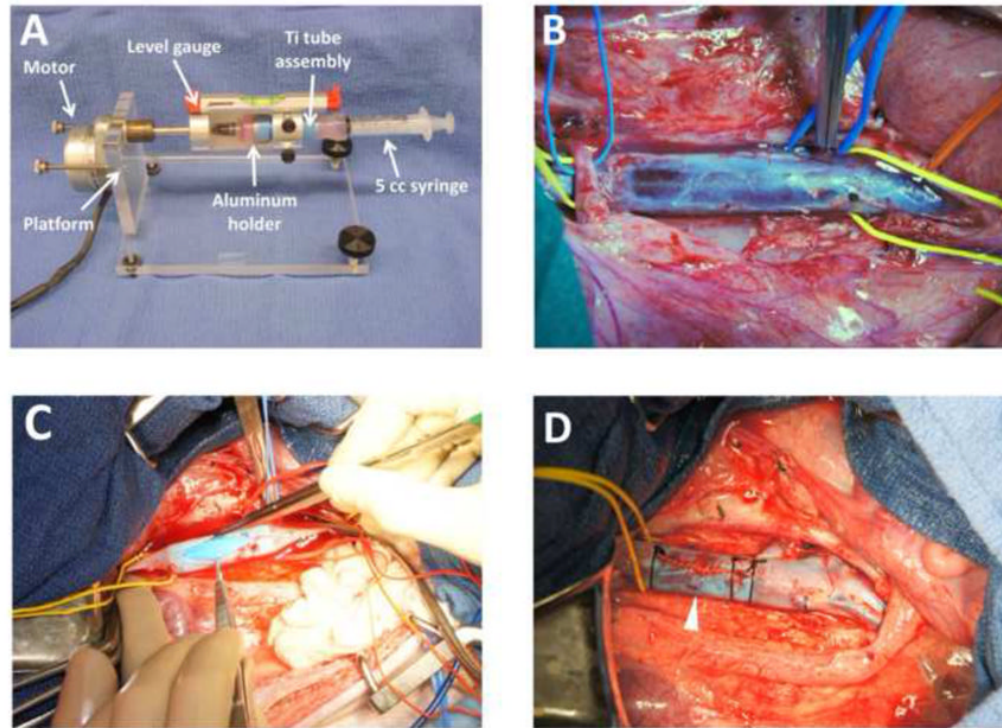 A
Level gauge
Ti tube
assembly
Motor
Platform
Aluminum
holder
5 cc syringe
B
C
D